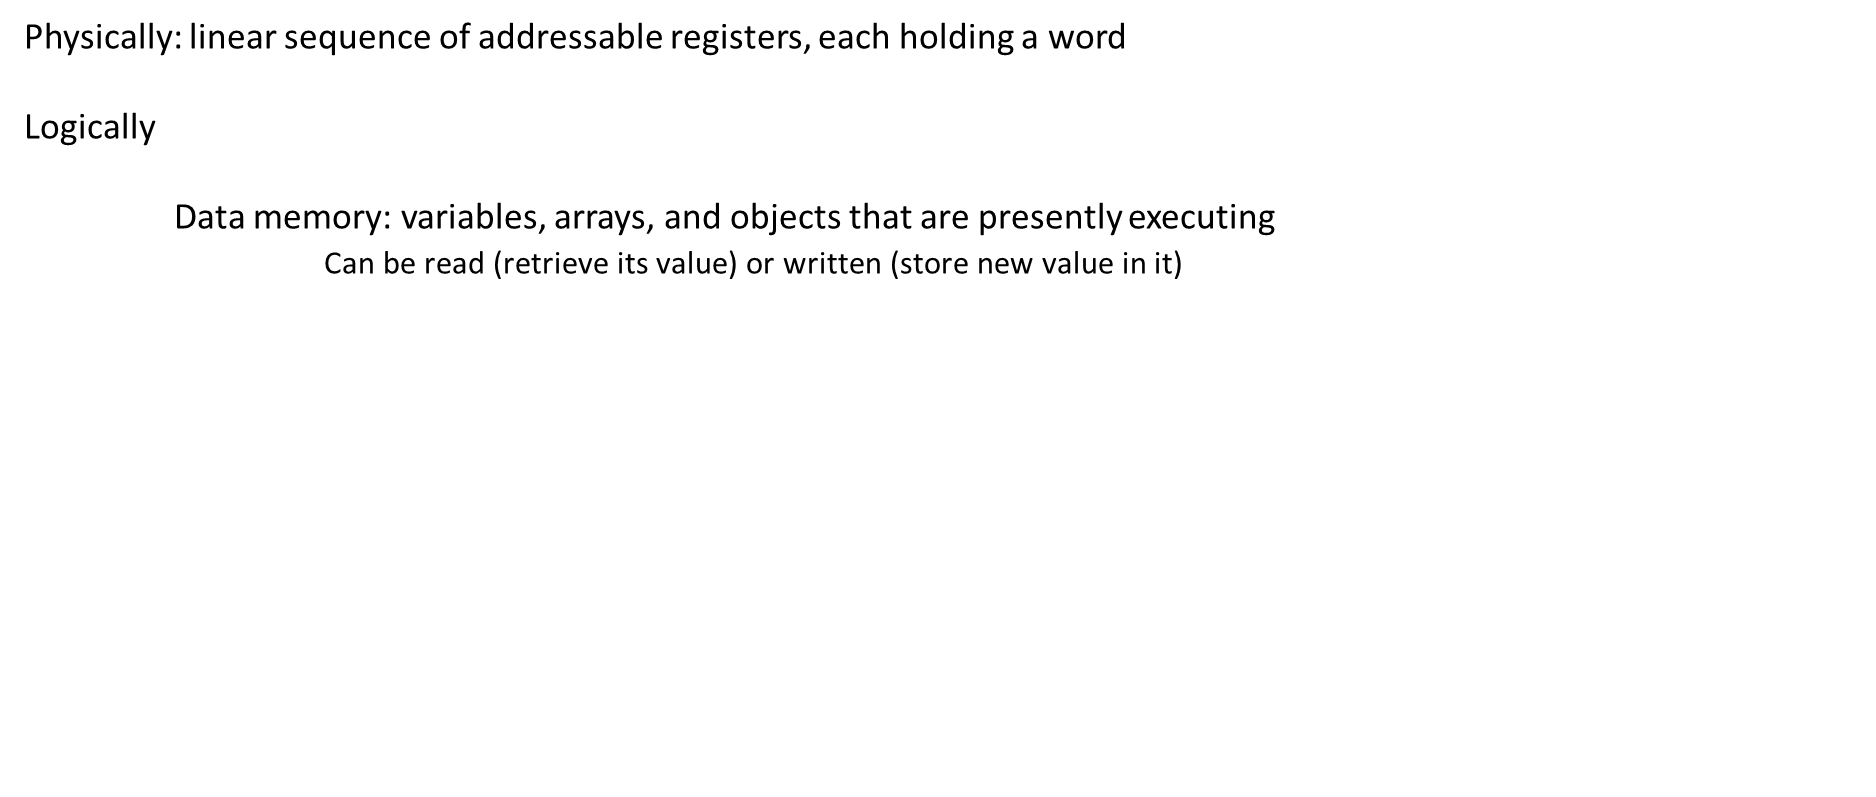 Physically: linear sequence of addressable registers, each holding a word
Logically
Data memory: variables, arrays, and objects that are presently executing
Can be read (retrieve its value) or written (store new value in it)